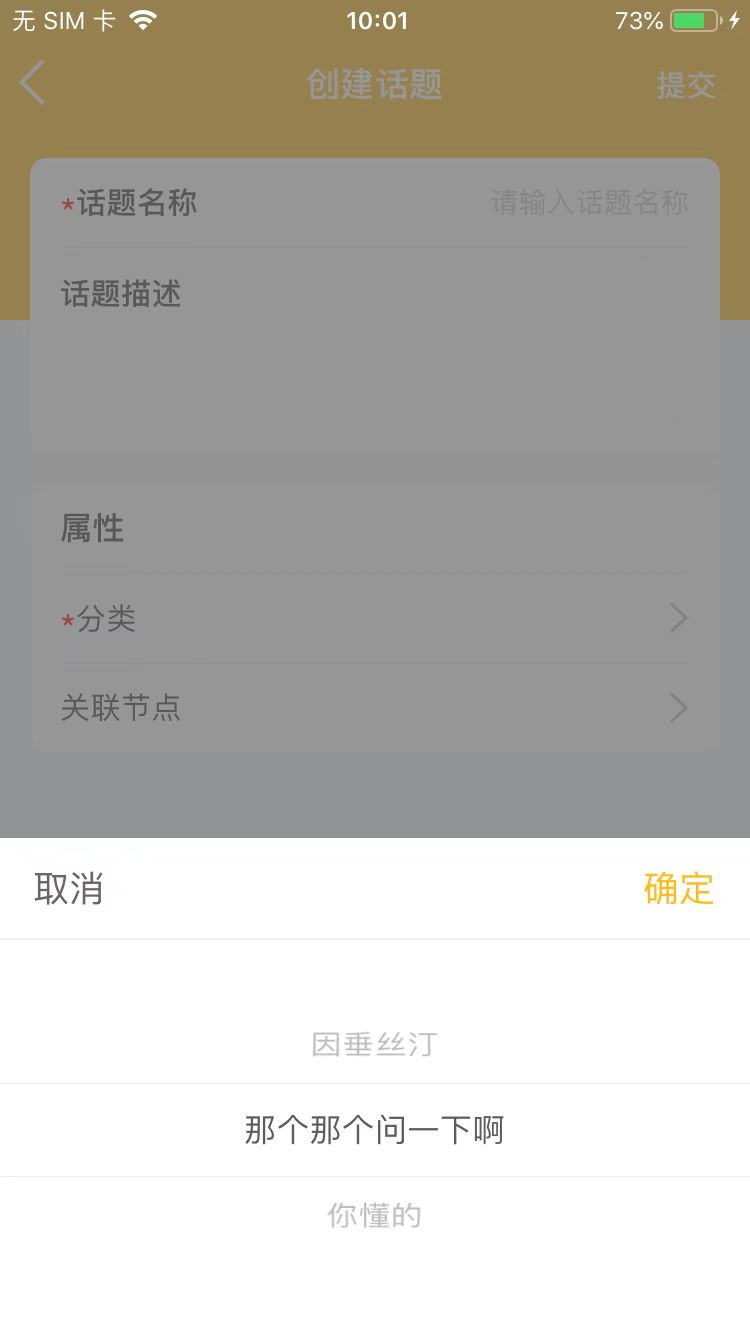 无 SIM 卡 10:01 73%
创建话题 提交
*话题名称 请输入话题名称
话题描述
属性
*分类
关联节点
取消 确定
因垂丝汀
那个那个问一下啊
你懂的